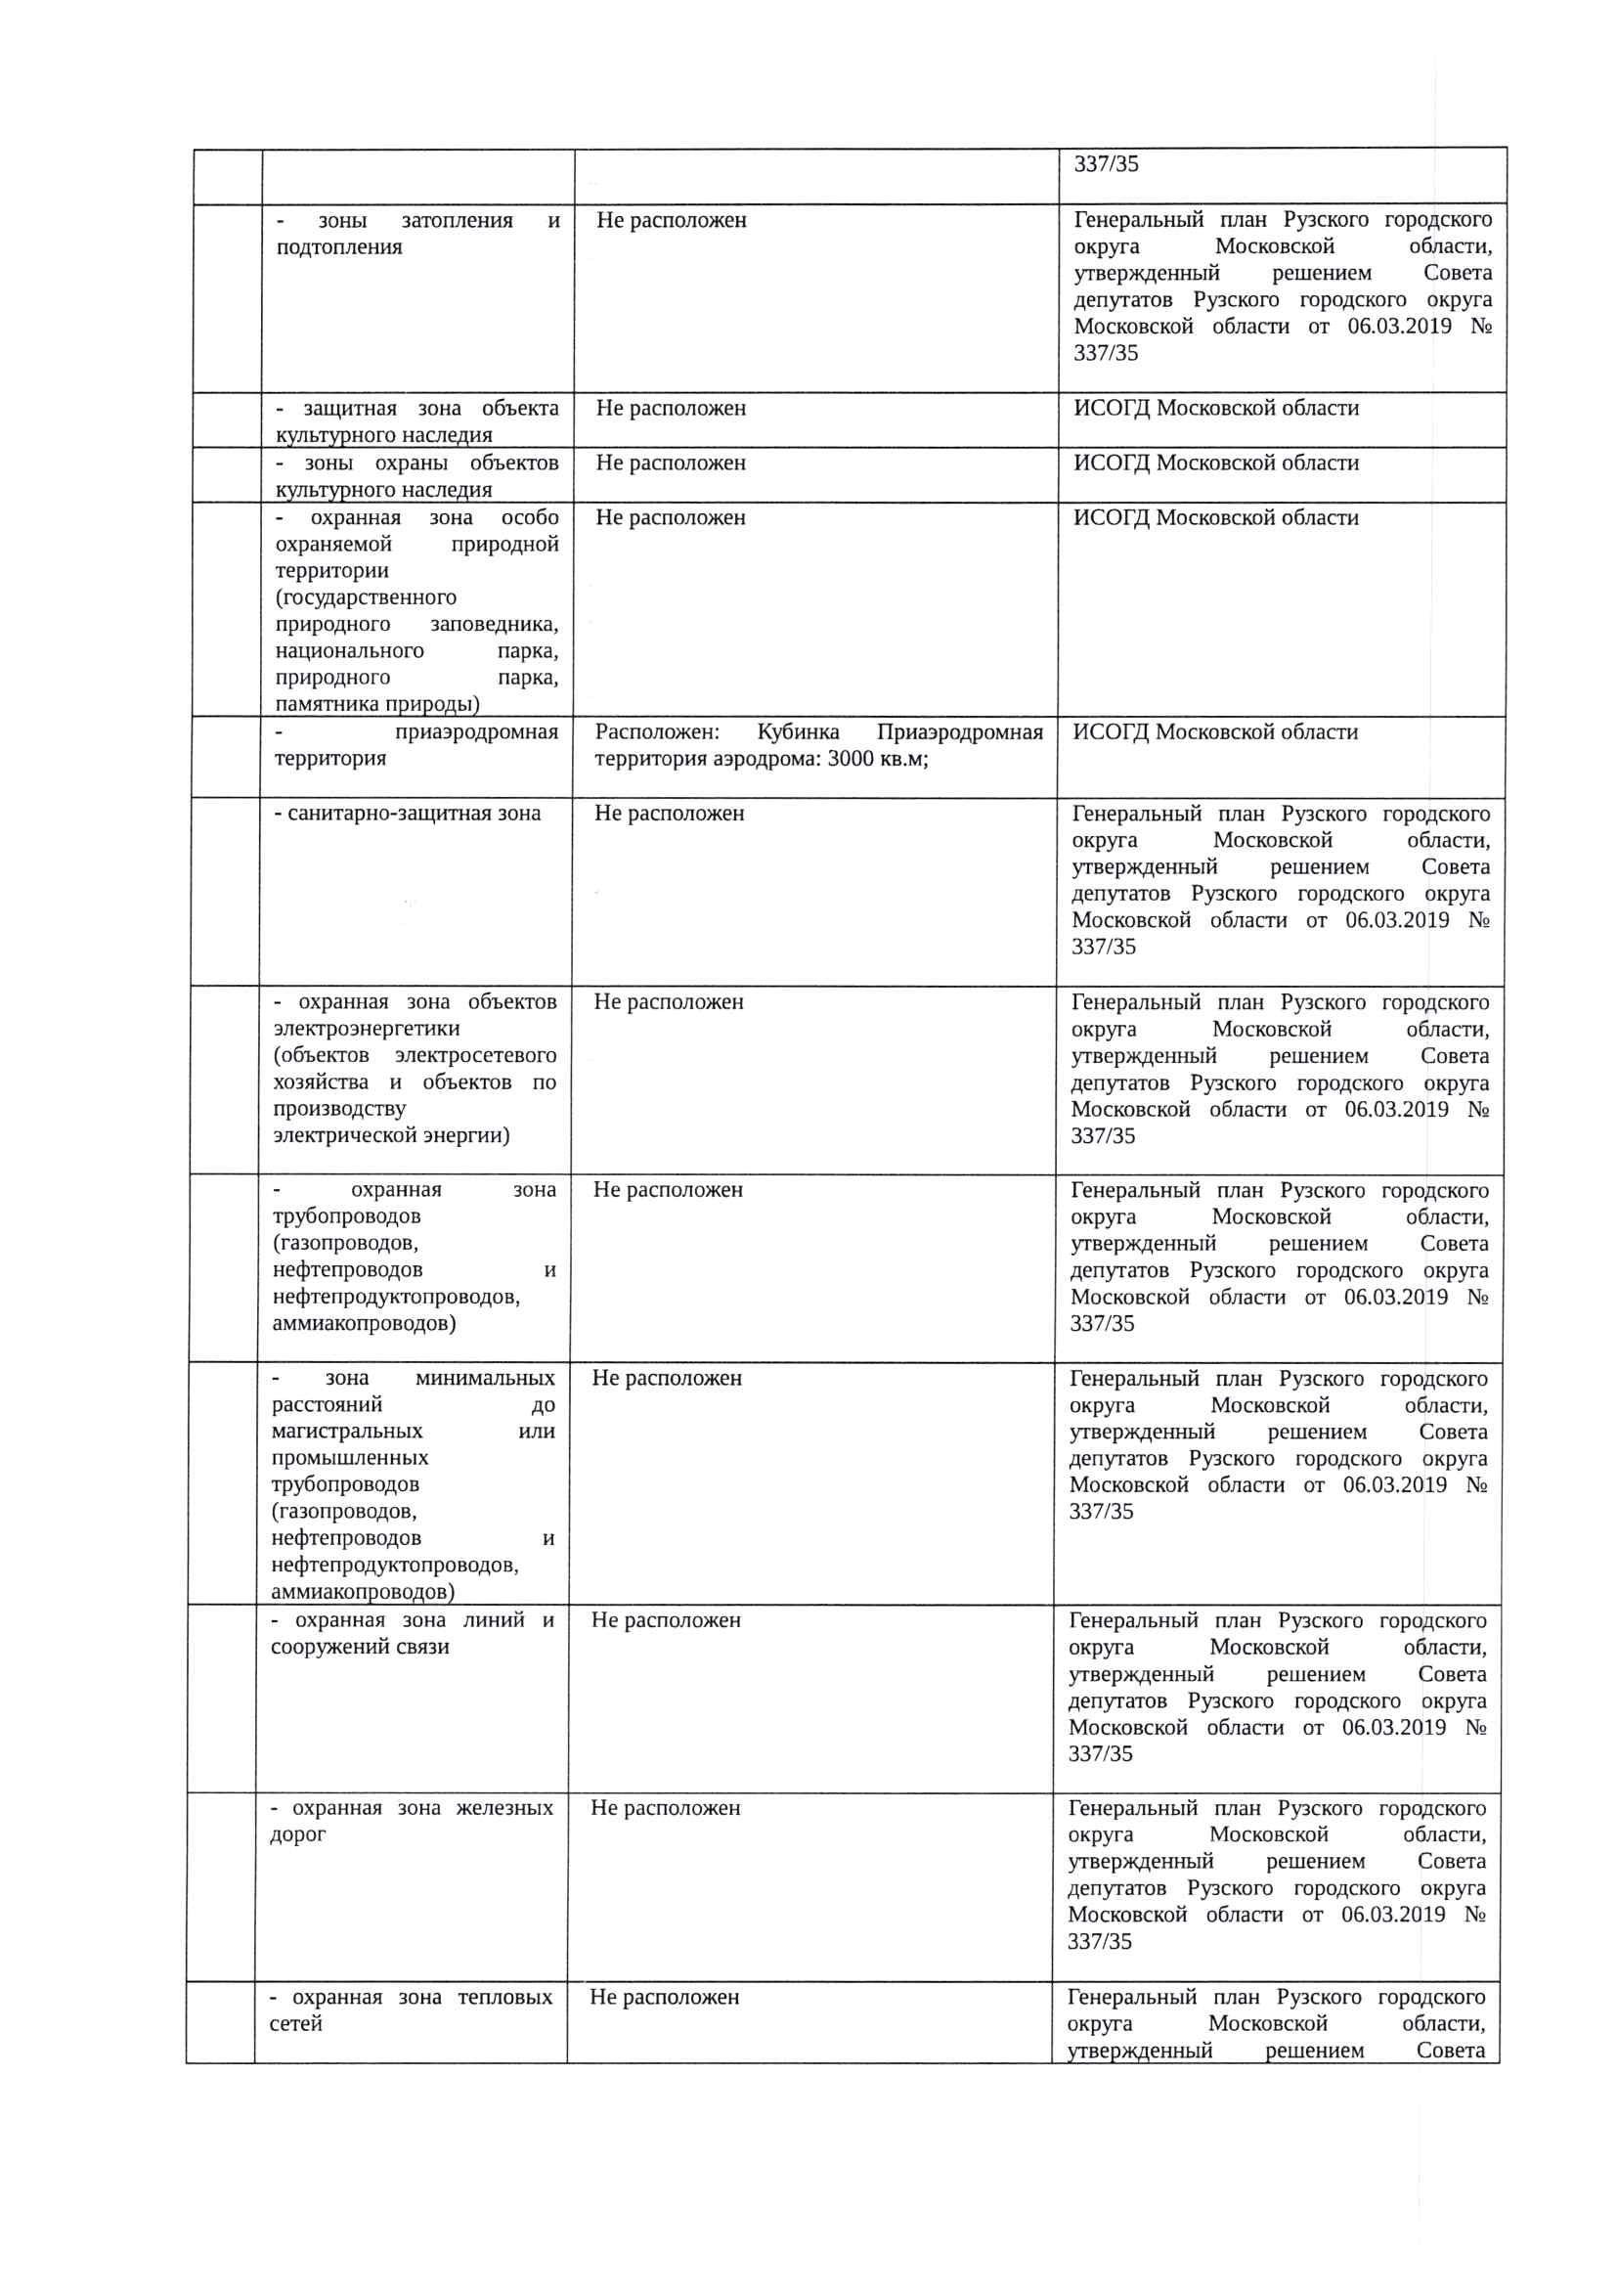 337/35
- зоны затопления и
подтопления
Не расположен
Генеральный план Рузского городского
округа Московской области,
утвержденный решением Совета
депутатов Рузского городского округа
Московской области от 06.03.2019 №
337/35
- защитная зона объекта
культурного наследия
Не расположен
ИСОГД Московской области
- зоны охраны объектов
культурного наследия
Не расположен
ИСОГД Московской области
- охранная зона особо
охраняемой природной
территории
(государственного
природного заповедника,
национального парка,
природного парка,
памятника природы)
Не расположен
ИСОГД Московской области
- приаэродромная
территория
Расположен: Кубинка Приаэродромная
территория аэродрома: 3000 кв.м;
ИСОГД Московской области
- санитарно-защитная зона
Не расположен
Генеральный план Рузского городского
округа Московской области,
утвержденный решением Совета
депутатов Рузского городского округа
Московской области от 06.03.2019 №
337/35
- охранная зона объектов
электроэнергетики
(объектов электросетевого
хозяйства и объектов по
производству
электрической энергии)
Не расположен
Генеральный план Рузского городского
округа Московской области,
утвержденный решением Совета
депутатов Рузского городского округа
Московской области от 06.03.2019 №
337/35
- охранная зона
трубопроводов
(газопроводов,
нефтепроводов и
нефтепродуктопроводов,
аммиакопроводов)
Не расположен
Генеральный план Рузского городского
округа Московской области,
утвержденный решением Совета
депутатов Рузского городского округа
Московской области от 06.03.2019 №
337/35
- зона минимальных
расстояний до
магистральных или
промышленных
трубопроводов
(газопроводов,
нефтепроводов и
нефтепродуктопроводов,
аммиакопроводов)
Не расположен
Генеральный план Рузского городского
округа Московской области,
утвержденный решением Совета
депутатов Рузского городского округа
Московской области от 06.03.2019 №
337/35
- охранная зона линий и
сооружений связи
Не расположен
Генеральный план Рузского городского
округа Московской области,
утвержденный решением Совета
депутатов Рузского городского округа
Московской области от 06.03.2019 №
337/35
- охранная зона железных
дорог
Не расположен
Генеральный план Рузского городского
округа Московской области,
утвержденный решением Совета
депутатов Рузского городского округа
Московской области от 06.03.2019 №
337/35
- охранная зона тепловых
сетей
Не расположен
Генеральный план Рузского городского
округа Московской области,
утвержденный решением Совета